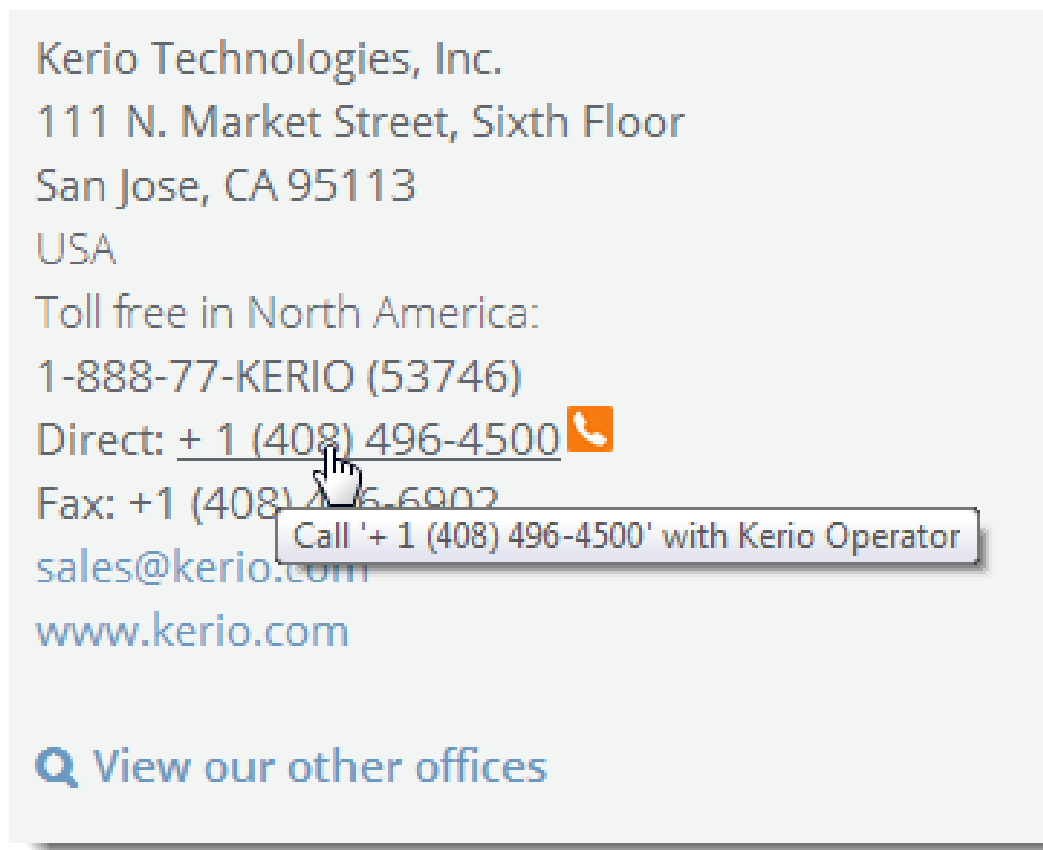 Kerio Technologies, Inc.
111 N. Market Street, Sixth Floor
San Jose, CA 95113
USA
Toll free in North America:
1-888-77-KERIO (53746)
Direct: + 1 (408) 496-4500
Fax: +1 (408) 496-6902
Call '+ 1 (408) 496-4500' with Kerio Operator
sales@kerio.com
www.kerio.com
View our other offices